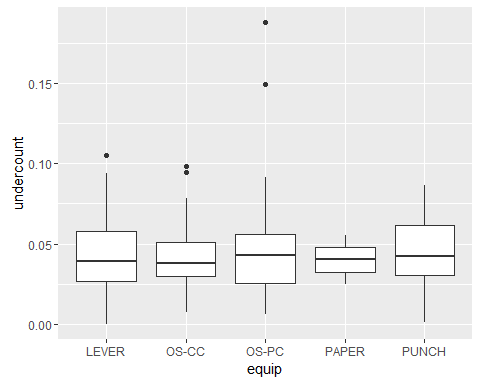 undercount
0.15
0.10
0.05
0.00
LEVER OS-CC OS-PC PAPER PUNCH
equip